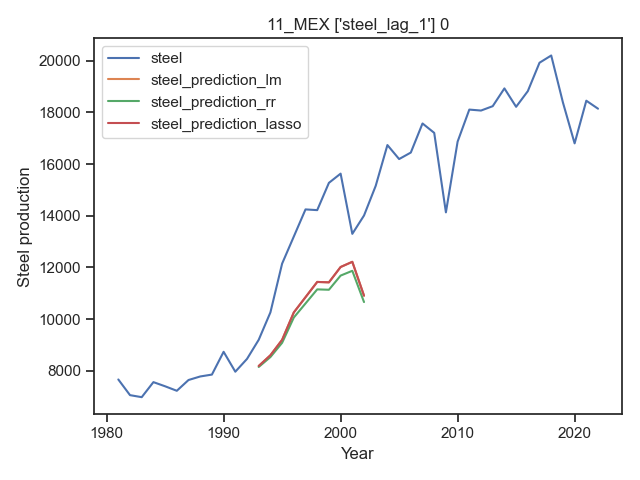 11_MEX ['steel_lag_1'] 0
steel
steel_prediction_lm
steel_prediction_rr
steel_prediction_lasso
Steel production
20000
18000
16000
14000
12000
10000
8000
1980
1990
2000
2010
2020
Year